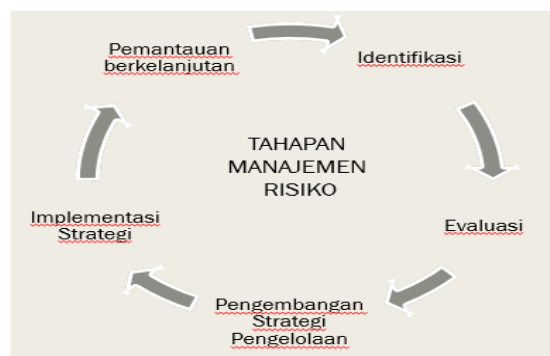 Pemantauan
berkelanjutan
Identifikasi
TAHAPAN
MANAJEMEN
RISIKO
Implementasi
Strategi
Evaluasi
Pengembangan
Strategi
Pengelolaan